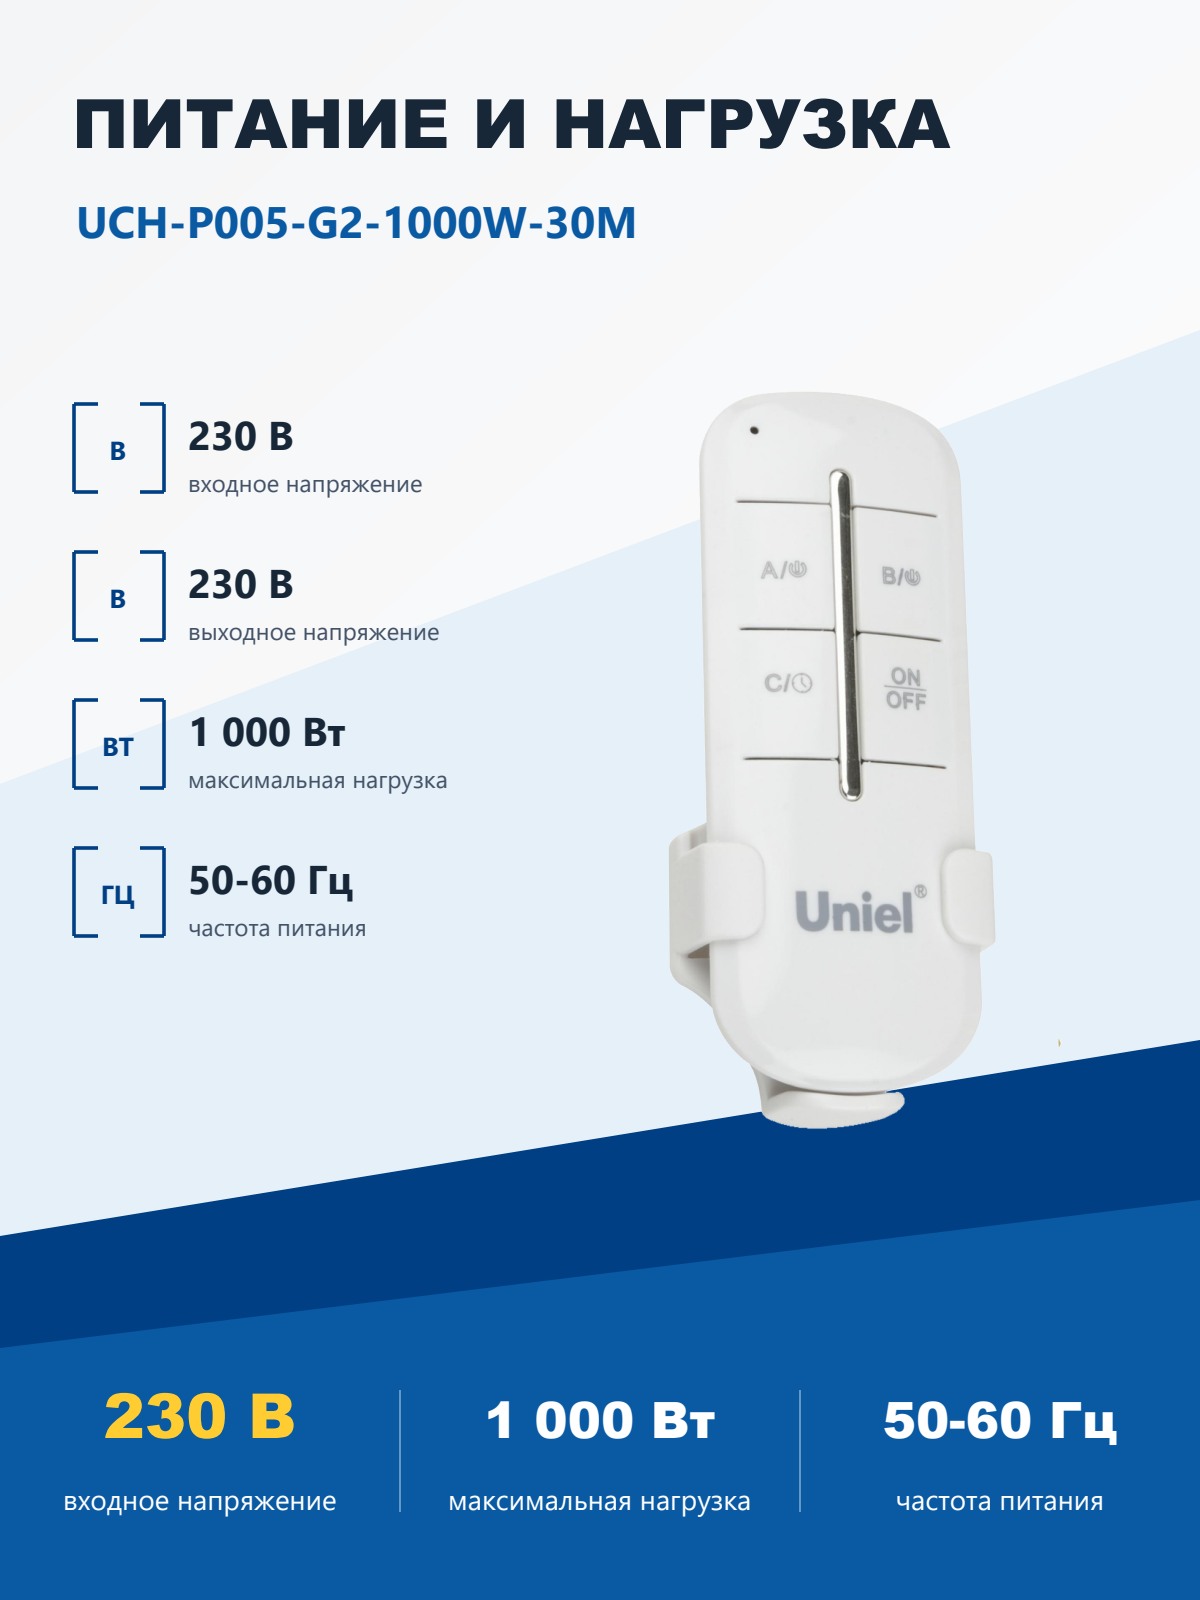 ПИТАНИЕ И НАГРУЗКА
UCH-P005-G2-1000W-30M
В
230 В
входное напряжение
В
230 В
выходное напряжение
ВТ
1 000 Вт
максимальная нагрузка
ГЦ
50-60 Гц
частота питания
A/
B/
C/
ON
OFF
Uniel®
230 В
входное напряжение
1 000 Вт
максимальная нагрузка
50-60 Гц
частота питания